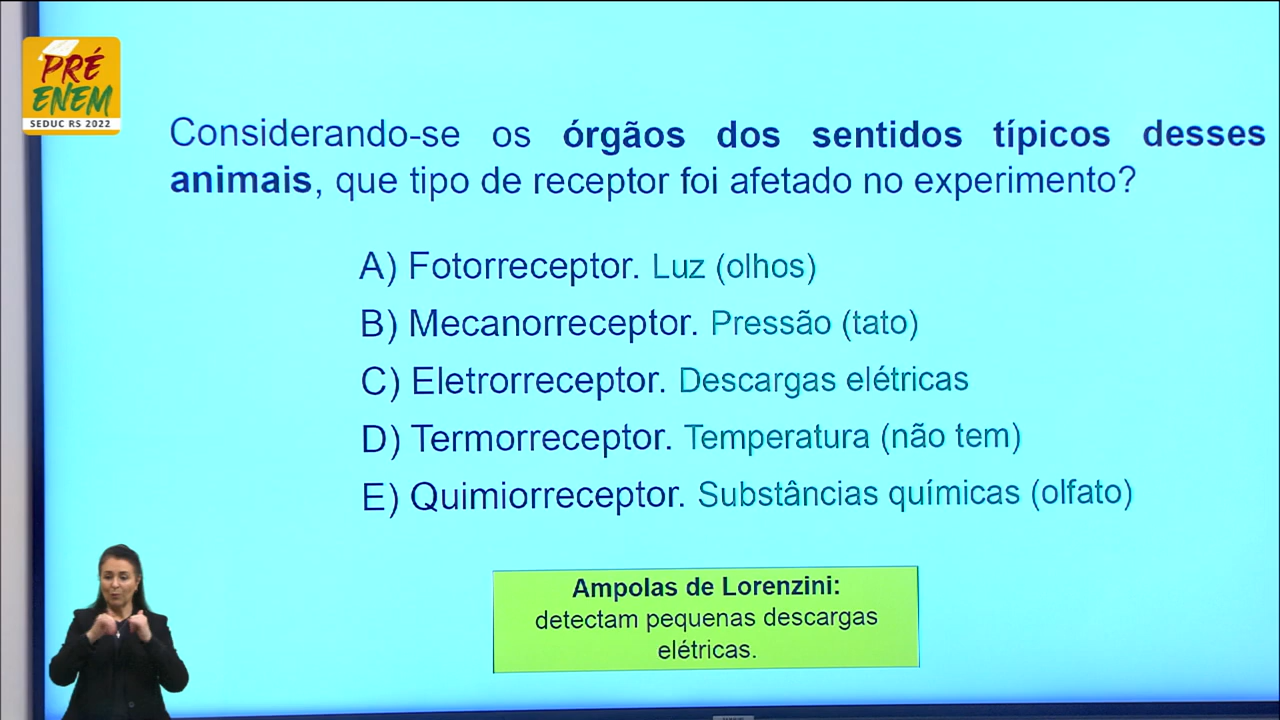 PRÉ
ENEM
SEDUC RS 2022
Considerando-se os órgãos dos sentidos típicos desses
animais, que tipo de receptor foi afetado no experimento?
A) Fotorreceptor. Luz (olhos)
B) Mecanorreceptor. Pressão (tato)
C) Eletrorreceptor. Descargas elétricas
D) Termorreceptor. Temperatura (não tem)
E) Quimiorreceptor. Substâncias químicas (olfato)
Ampolas de Lorenzini:
detectam pequenas descargas
elétricas.